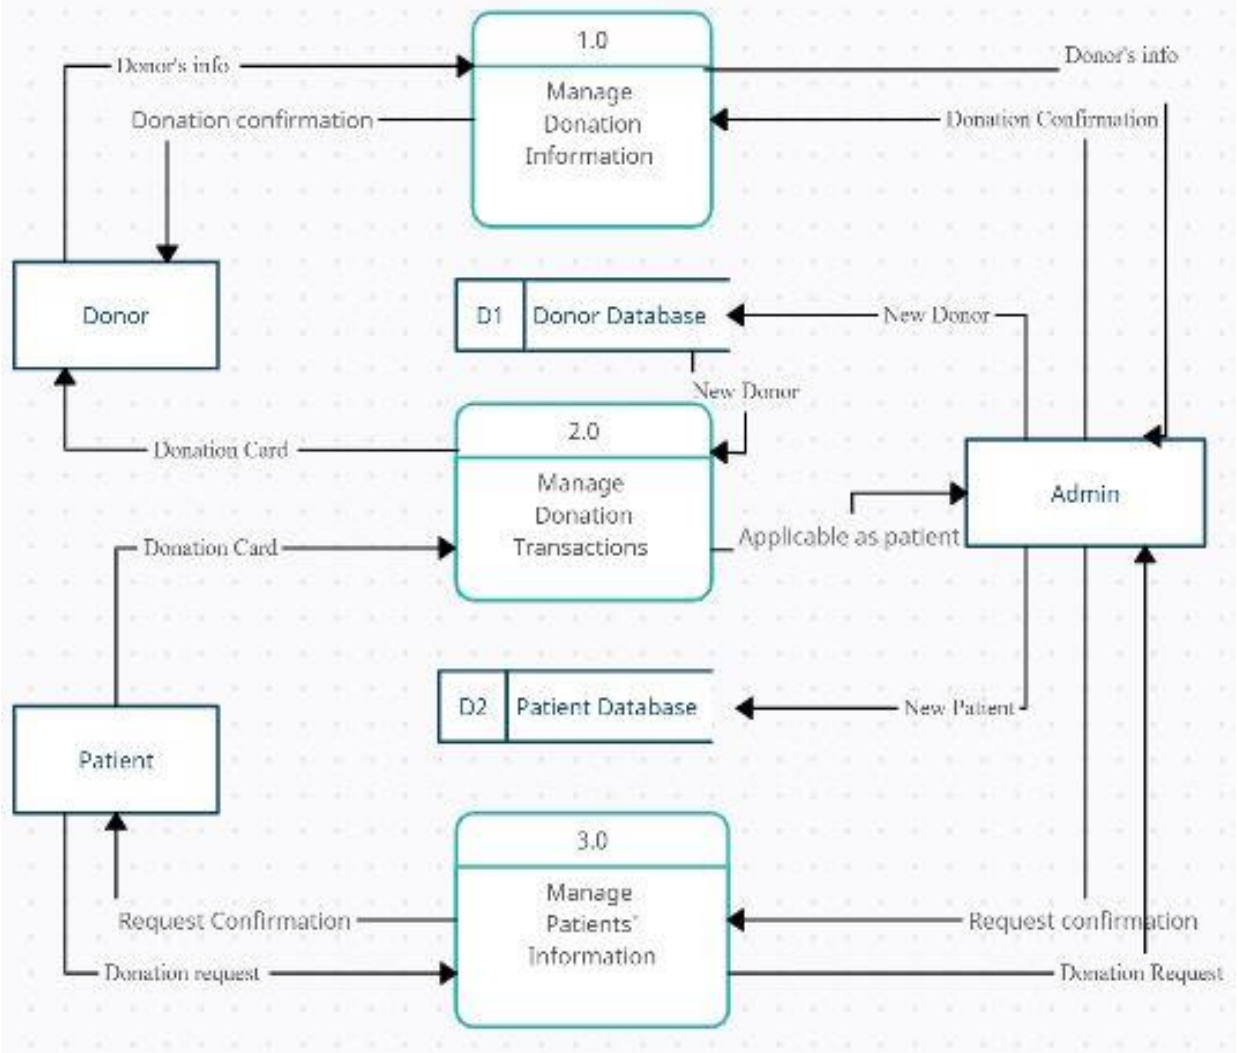 1.0
Donor's info
Donor's info
Manage
Donation
Information
Donation confirmation
Donation Confirmation
Donor
D1
Donor Database
New Donor
New Donor
2.0
Donation Card
Manage
Donation
Transactions
Admin
Applicable as patient
Donation Card
D2
Patient Database
New Patient
Patient
3.0
Manage
Patients'
Information
Request Confirmation
Request confirmation
Donation request
Donation Request